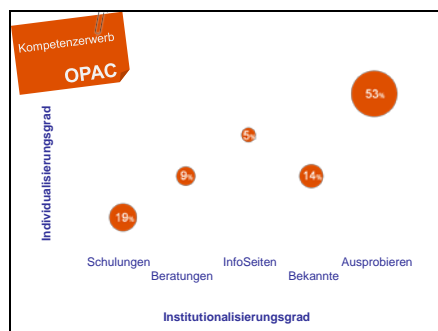 Kompetenzerwerb
OPAC
Individualisierungsgrad
53%
5%
9%
14%
19%
Schulungen
Beratungen
InfoSeiten
Bekannte
Ausprobieren
Institutionalisierungsgrad